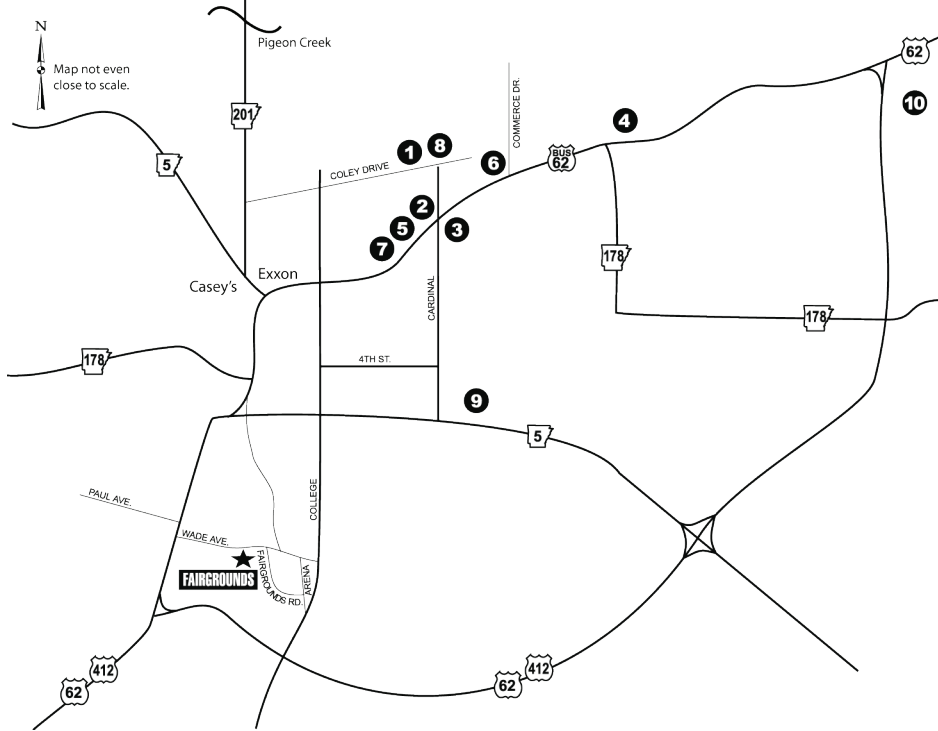 N
Pigeon Creek
62
Map not even
close to scale.
10
201
COMMERCE DR.
4
5
1
8
BUS
62
6
COLEY DRIVE
2
5
3
7
178
Exxon
Casey's
CARDINAL
178
178
4TH ST.
9
5
COLLEGE
PAUL AVE.
WADE AVE.
FAIRGROUNDS
FAIRGROUNDS RD.
ARENA
412
62
412
62